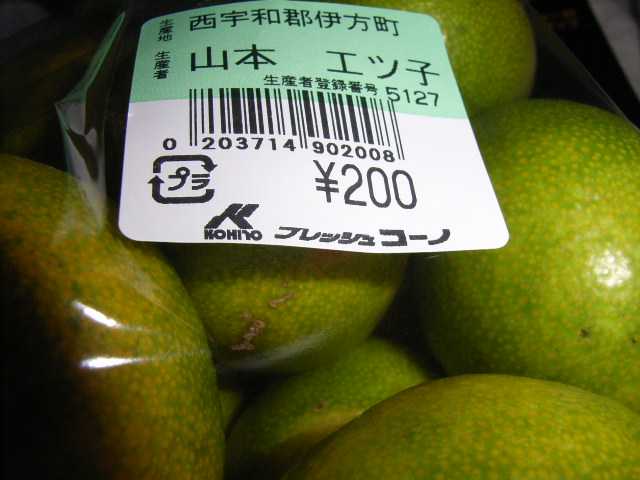 生産地 西宇和郡伊方町
生産者 山本 エツ子
生産者登録番号 5127
0 203714 902008
プラ ¥200
KOHYO フレッシュコーノ